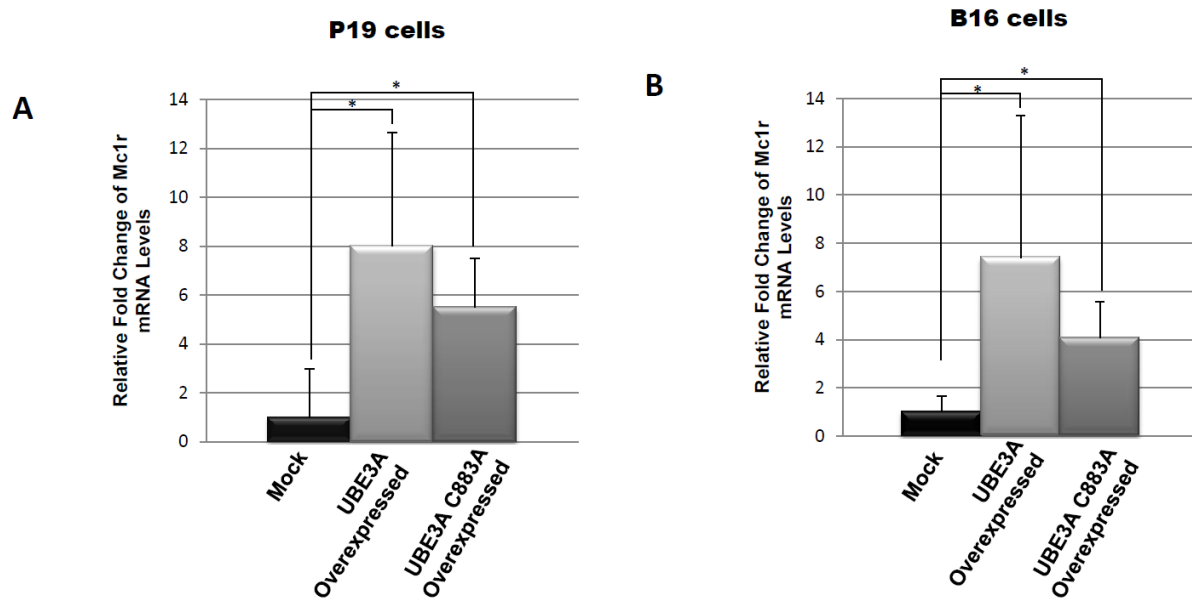 P19 cells
A
Relative Fold Change of Mc1r
mRNA Levels
14
12
10
8
6
4
2
0
*
*
Mock
UBE3A
Overexpressed
UBE3A C883A
Overexpressed
B16 cells
B
Relative Fold Change of Mc1r
mRNA Levels
14
12
10
8
6
4
2
0
*
*
Mock
UBE3A
Overexpressed
UBE3A C883A
Overexpressed